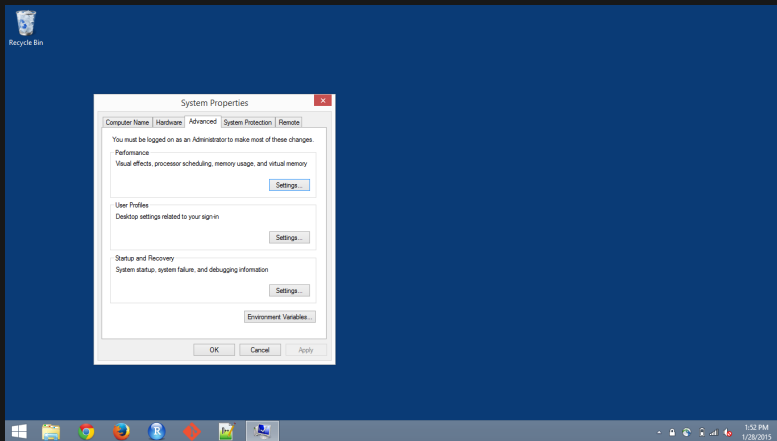 Recycle Bin
System Properties
Computer Name Hardware Advanced System Protection Remote
You must be logged on as an Administrator to make most of these changes.
Performance
Visual effects, processor scheduling, memory usage, and virtual memory
Settings...
User Profiles
Desktop settings related to your sign-in
Settings...
Startup and Recovery
System startup, system failure, and debugging information
Settings...
Environment Variables...
OK Cancel Apply
R
1:52 PM
1/28/2015